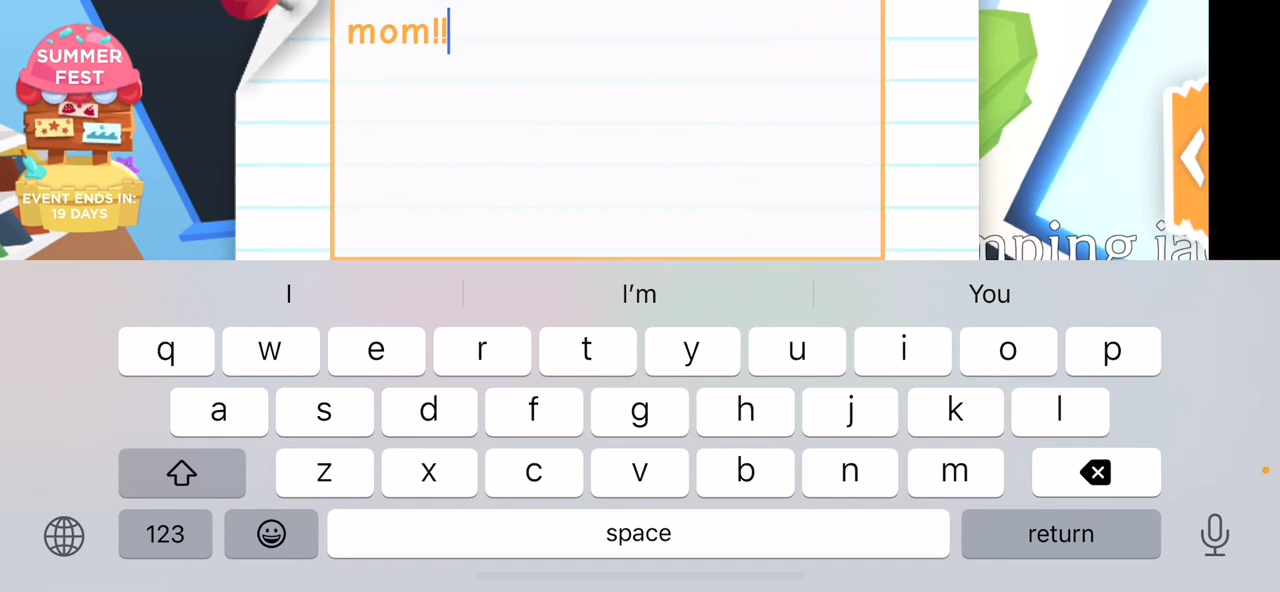 mom!!
SUMMER
FEST
EVENT ENDS IN:
19 DAYS
I
I'm
You
q w e r t y u i o p
a s d f g h j k l
z x c v b n m
123
space
return